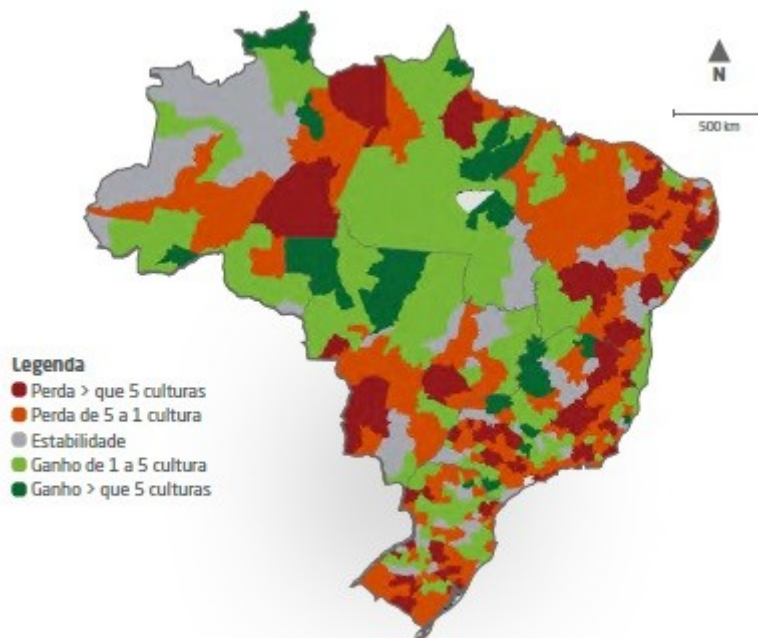 N
500 km
Legenda
Perda > que 5 culturas
Perda de 5 a 1 cultura
Estabilidade
Ganho de 1 a 5 cultura
Ganho > que 5 culturas